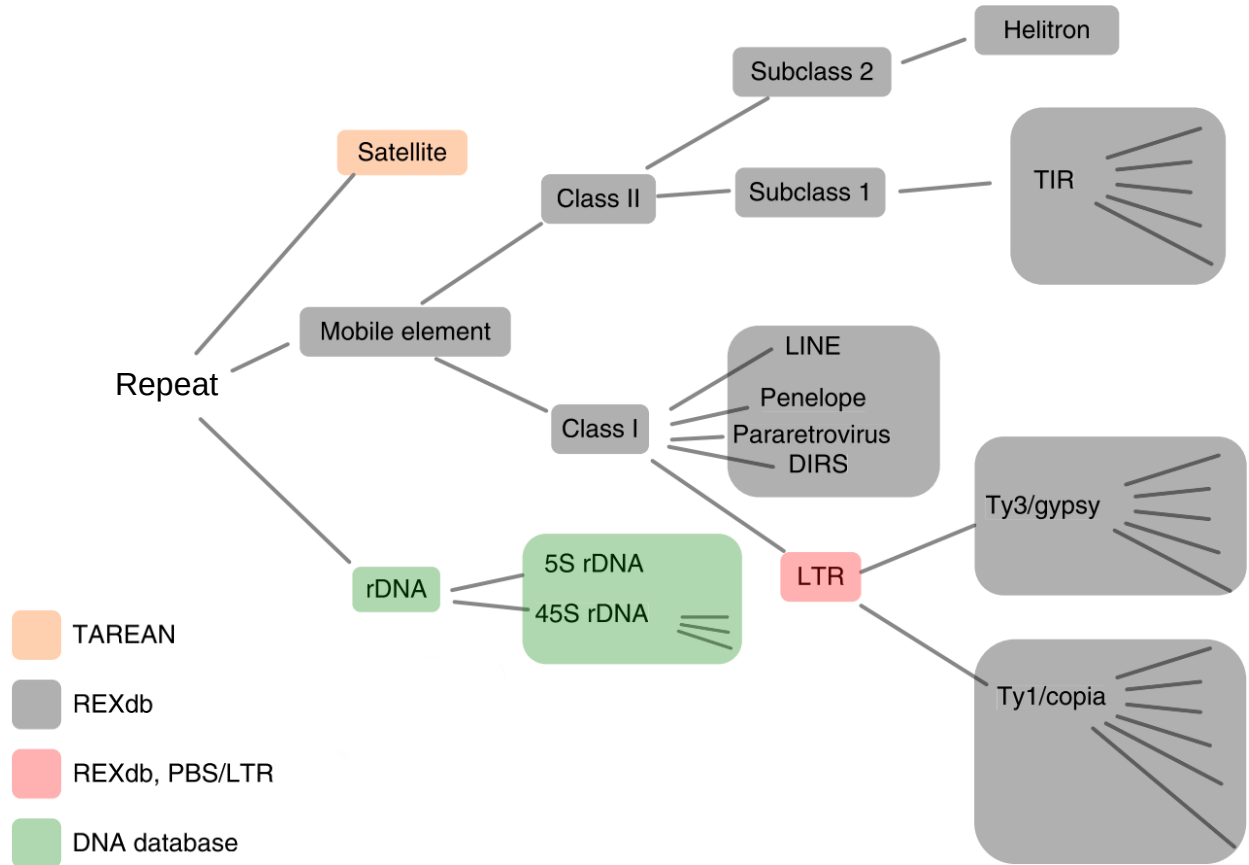 Helitron
Subclass 2
Satellite
TIR
Class II
Subclass 1
Mobile element
LINE
Repeat
Penelope
Class I
Pararetrovirus
DIRS
Ty3/gypsy
5S rDNA
rDNA
LTR
45S rDNA
TAREAN
REXdb
Ty1/copia
REXdb, PBS/LTR
DNA database